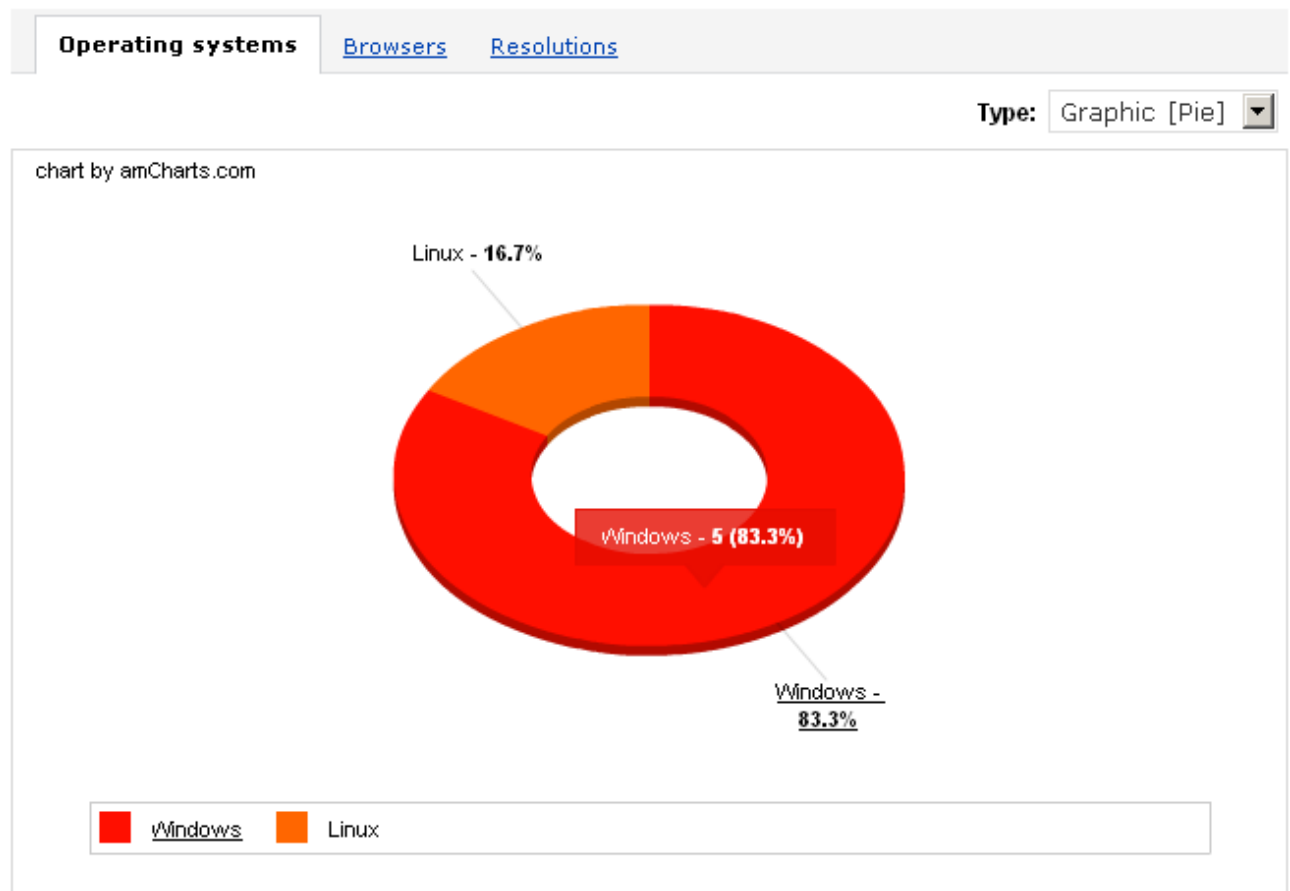 Operating systems Browsers Resolutions
Type: Graphic [Pie]
chart by amCharts.com
Linux - 16.7%
Windows - 5 (83.3%)
Windows -
83.3%
Windows Linux